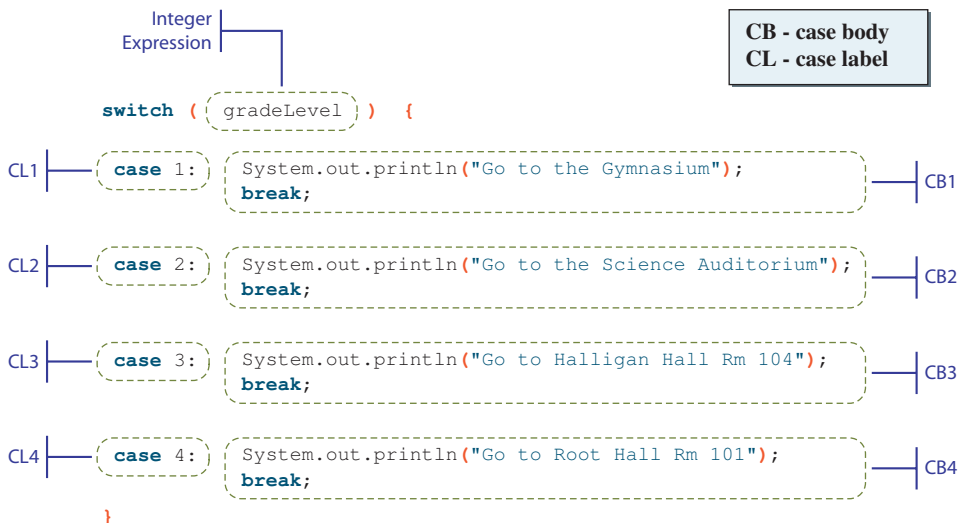 Integer
Expression
CB - case body
CL - case label
switch ( gradeLevel ) {
CL1 case 1: System.out.println("Go to the Gymnasium");
break; CB1
CL2 case 2: System.out.println("Go to the Science Auditorium");
break; CB2
CL3 case 3: System.out.println("Go to Halligan Hall Rm 104");
break; CB3
CL4 case 4: System.out.println("Go to Root Hall Rm 101");
break; CB4
}